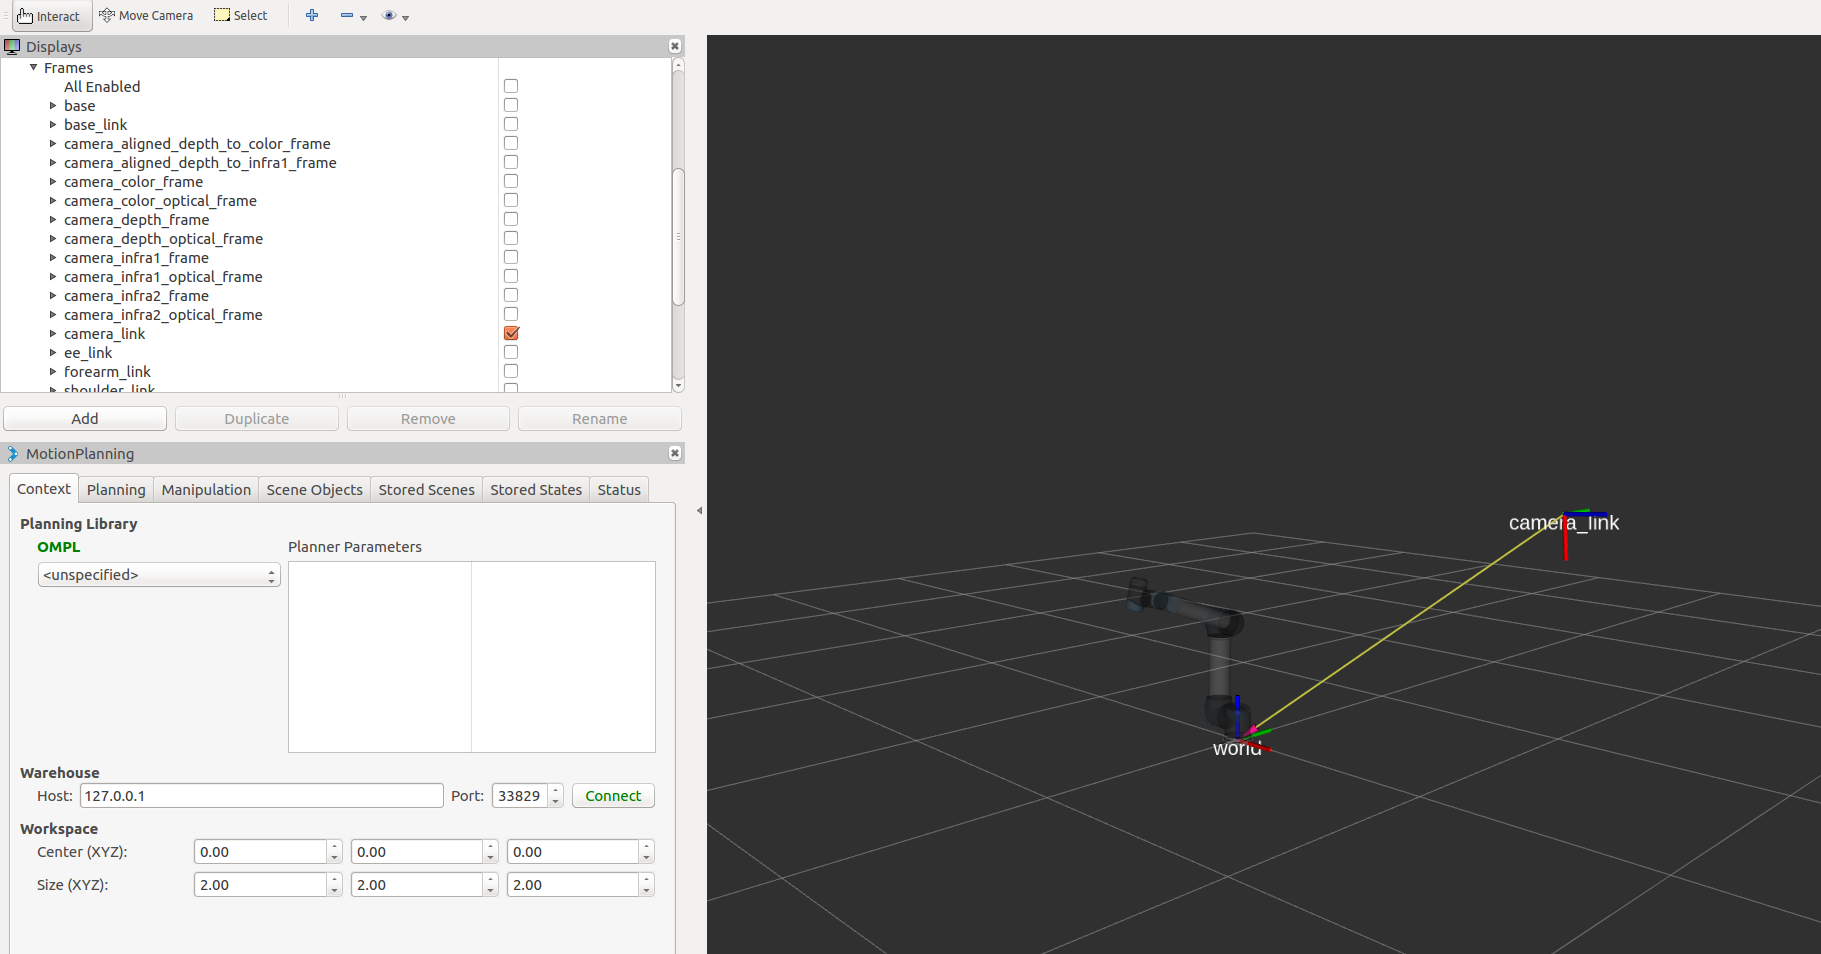 Interact Move Camera Select
Displays
Frames
All Enabled
base
base_link
camera_aligned_depth_to_color_frame
camera_aligned_depth_to_infra1_frame
camera_color_frame
camera_color_optical_frame
camera_depth_frame
camera_depth_optical_frame
camera_infra1_frame
camera_infra1_optical_frame
camera_infra2_frame
camera_infra2_optical_frame
camera_link
ee_link
forearm_link
shoulder_link
Add Duplicate Remove Rename
MotionPlanning
Context Planning Manipulation Scene Objects Stored Scenes Stored States Status
Planning Library
OMPL Planner Parameters
<unspecified>
Warehouse
Host: 127.0.0.1 Port: 33829 Connect
Workspace
Center (XYZ): 0.00 0.00 0.00
Size (XYZ): 2.00 2.00 2.00
camera_link
world